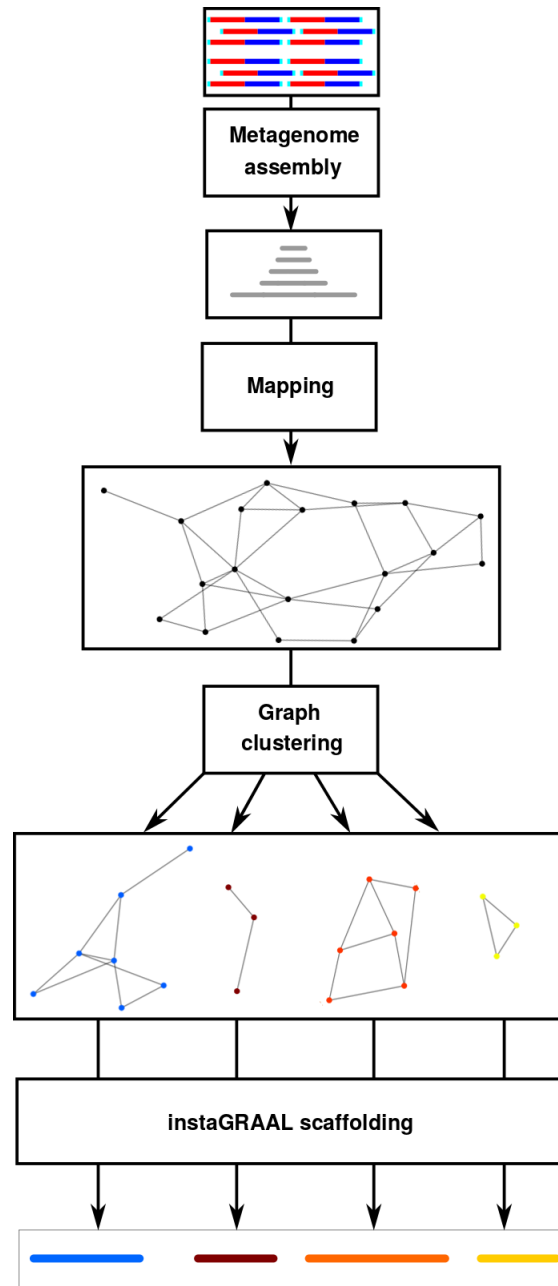 Metagenome
assembly
Mapping
Graph
clustering
instaGRAAL scaffolding